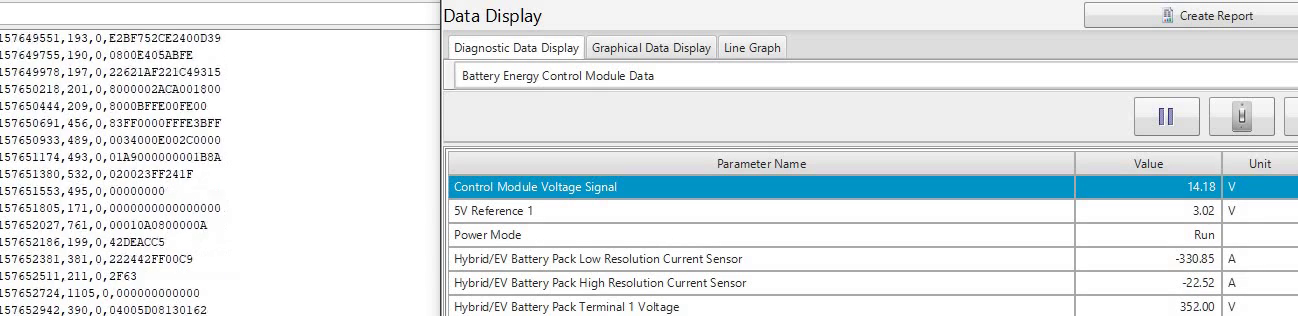 157649551,193,0,E2BF752CE2400D39
157649755,190,0,0800E405ABFE
157649978,197,0,22621AF221C49315
157650218,201,0,8000002ACA001800
157650444,209,0,8000BFFE00FE00
157650691,456,0,83FF0000FFFE3BFF
157650933,489,0,0034000E002C0000
157651174,493,0,01A9000000001B8A
157651380,532,0,020023FF241F
157651553,495,0,00000000
157651805,171,0,0000000000000000
157652027,761,0,00010A0800000A
157652186,199,0,42DEACC5
157652381,381,0,222442FF00C9
157652511,211,0,2F63
157652724,1105,0,000000000000
157652942,390,0,04005D08130162
Data Display
Create Report
Diagnostic Data Display Graphical Data Display Line Graph
Battery Energy Control Module Data
Parameter Name Value Unit
Control Module Voltage Signal 14.18 V
5V Reference 1 3.02 V
Power Mode Run
Hybrid/EV Battery Pack Low Resolution Current Sensor -330.85 A
Hybrid/EV Battery Pack High Resolution Current Sensor -22.52 A
Hybrid/EV Battery Pack Terminal 1 Voltage 352.00 V